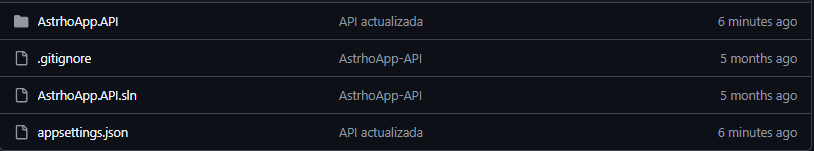 AstrhoApp.API API actualizada 6 minutes ago
.gitignore AstrhoApp-API 5 months ago
AstrhoApp.API.sln AstrhoApp-API 5 months ago
appsettings.json API actualizada 6 minutes ago